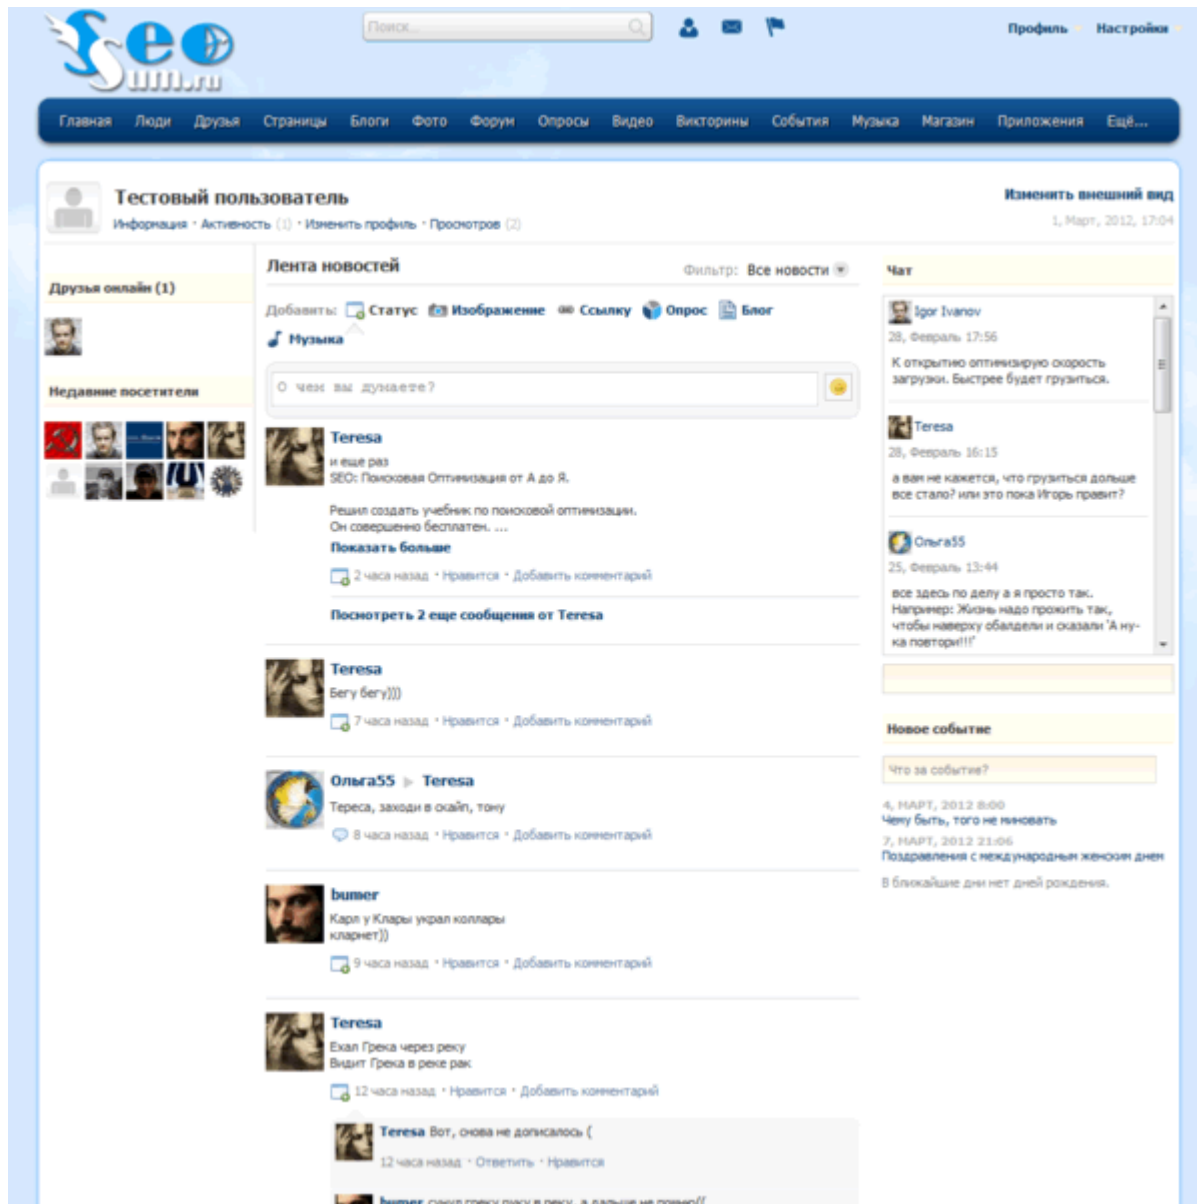 Seo
sum.ru
Поиск...
Профиль
Настройки
Главная Люди Друзья Страницы Блоги Фото Форум Опросы Видео Викторины События Музыка Магазин Приложения Ещё...
Тестовый пользователь
Информация · Активность (1) · Изменить профиль · Просмотров (2)
Изменить внешний вид
1, Март, 2012, 17:04
Друзья онлайн (1)
Недавние посетители
Лента новостей
Фильтр: Все новости
Добавить: Статус Изображение Ссылку Опрос Блог
Музыка
О чем вы думаете?
Teresa
и еще раз
SEO: Поисковая Оптимизация от А до Я.
Решил создать учебник по поисковой оптимизации.
Он совершенно бесплатен. ...
Показать больше
2 часа назад · Нравится · Добавить комментарий
Посмотреть 2 еще сообщения от Teresa
Teresa
Бегу бегу)))
7 часа назад · Нравится · Добавить комментарий
Ольга55 Teresa
Тереса, заходи в скайп, тому
8 часа назад · Нравится · Добавить комментарий
bumer
Карл у Клары украл коллары
кларнет))
9 часа назад · Нравится · Добавить комментарий
Teresa
Ехал Грека через реку
Видит Грека в реке рак
12 часа назад · Нравится · Добавить комментарий
Teresa Вот, снова не дописалось (
12 часа назад · Ответить · Нравится
bumer сунул греку руку в реку, а дальше не помню((
Чат
Igor Ivanov
28, Февраль 17:56
К открытию оптимизирую скорость
загрузки. Быстрее будет грузиться.
Teresa
28, Февраль 16:15
а вам не кажется, что грузиться дольше
все стало? или это пока Игорь правит?
Ольга55
25, Февраль 13:44
все здесь по делу а я просто так.
Например: Жизнь надо прожить так,
чтобы наверху обалдели и сказали 'А ну-
ка повтори!!!'
Новое событие
Что за событие?
4, МАРТ, 2012 8:00
Чему быть, того не миновать
7, МАРТ, 2012 21:06
Поздравления с международным женским днем
В ближайшие дни нет дней рождения.